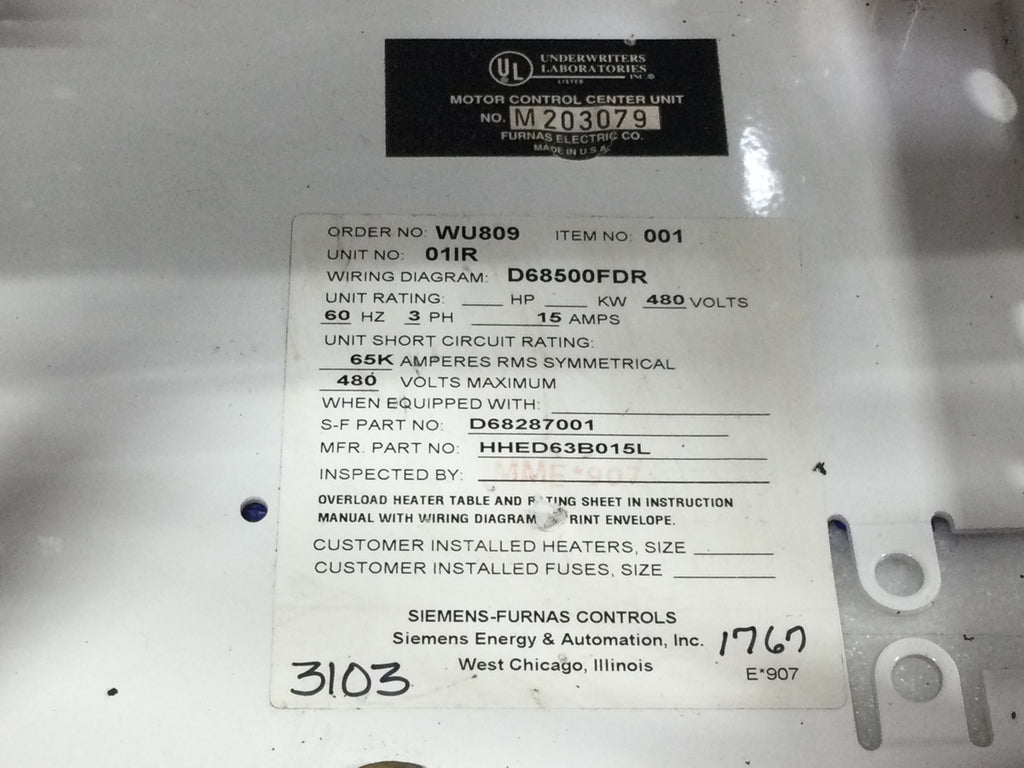 UL UNDERWRITERS
LABORATORIES
INC.®
LISTED
MOTOR CONTROL CENTER UNIT
NO. M203079
FURNAS ELECTRIC CO.
MADE IN U.S.A.
ORDER NO: WU809 ITEM NO: 001
UNIT NO: 01IR
WIRING DIAGRAM: D68500FDR
UNIT RATING: ____ HP ____ KW 480 VOLTS
60 HZ 3 PH 15 AMPS
UNIT SHORT CIRCUIT RATING:
65K AMPERES RMS SYMMETRICAL
480 VOLTS MAXIMUM
WHEN EQUIPPED WITH:
S-F PART NO: D68287001
MFR. PART NO: HHED63B015L
INSPECTED BY: MME*907
OVERLOAD HEATER TABLE AND RATING SHEET IN INSTRUCTION
MANUAL WITH WIRING DIAGRAM PRINT ENVELOPE.
CUSTOMER INSTALLED HEATERS, SIZE
CUSTOMER INSTALLED FUSES, SIZE
SIEMENS-FURNAS CONTROLS
Siemens Energy & Automation, Inc. 1767
West Chicago, Illinois
3103 E*907